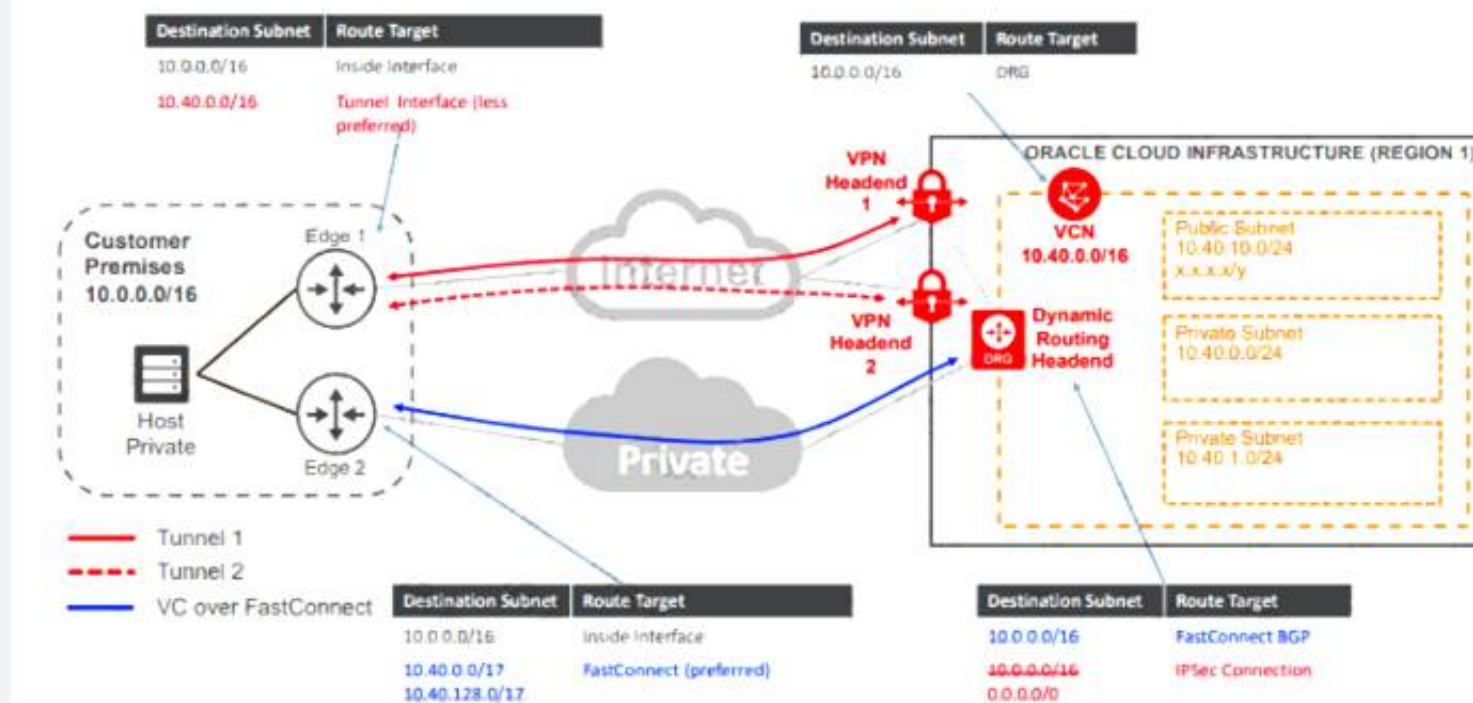 Destination Subnet Route Target
10.0.0.0/16 Inside Interface
10.40.0.0/16 Tunnel Interface (less
preferred)
Destination Subnet Route Target
10.0.0.0/16 DRG
ORACLE CLOUD INFRASTRUCTURE (REGION 1)
VPN
Headend
1
VCN
10.40.0.0/16
Public Subnet
10.40.10.0/24
x.x.x.x/y
Customer
Premises
10.0.0.0/16
Edge 1
Internet
VPN
Headend
2
Dynamic
Routing
Headend
DRG
Private Subnet
10.40.0.0/24
Host
Private
Edge 2
Private
Private Subnet
10.40.1.0/24
Tunnel 1
Tunnel 2
VC over FastConnect
Destination Subnet Route Target
10.0.0.0/16 Inside Interface
10.40.0.0/17 FastConnect (preferred)
10.40.128.0/17
Destination Subnet Route Target
10.0.0.0/16 FastConnect BGP
10.0.0.0/16 IPSec Connection
0.0.0.0/0